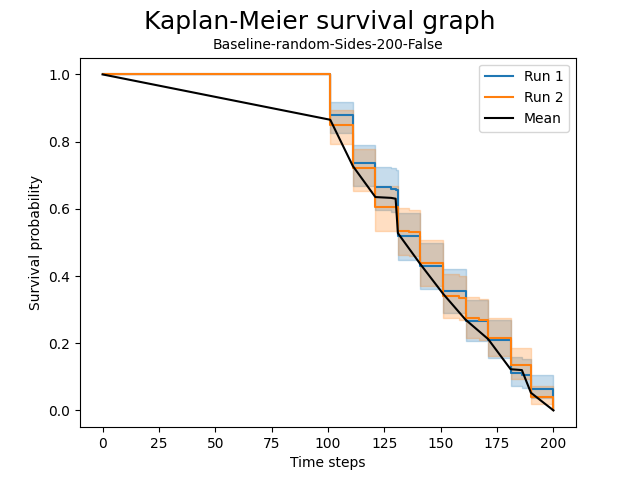 Kaplan-Meier survival graph
Baseline-random-Sides-200-False
Run 1
Run 2
Mean
Survival probability
1.0
0.8
0.6
0.4
0.2
0.0
0 25 50 75 100 125 150 175 200
Time steps